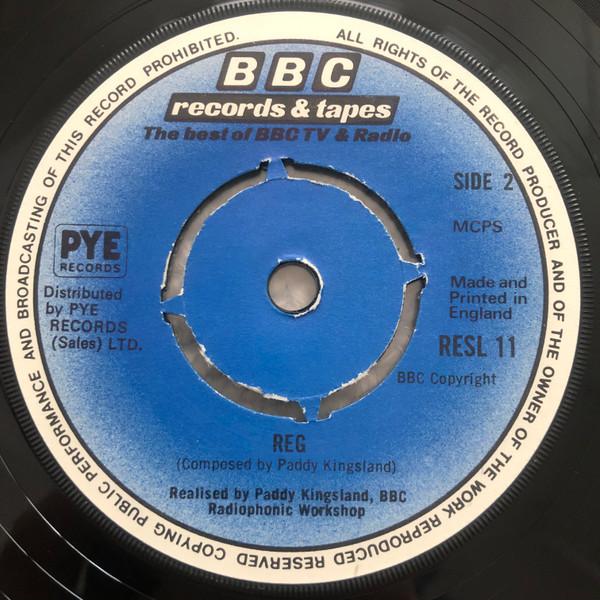 ALL RIGHTS OF THE RECORD PRODUCER AND OF THE OWNER OF THE WORK REPRODUCED RESERVED COPYING PUBLIC PERFORMANCE AND BROADCASTING OF THIS RECORD PROHIBITED.
BBC
records & tapes
The best of BBC TV & Radio
SIDE 2
MCPS
PYE
RECORDS
Distributed
by PYE
RECORDS
(Sales) LTD.
Made and
Printed in
England
RESL 11
BBC Copyright
REG
(Composed by Paddy Kingsland)
Realised by Paddy Kingsland, BBC
Radiophonic Workshop